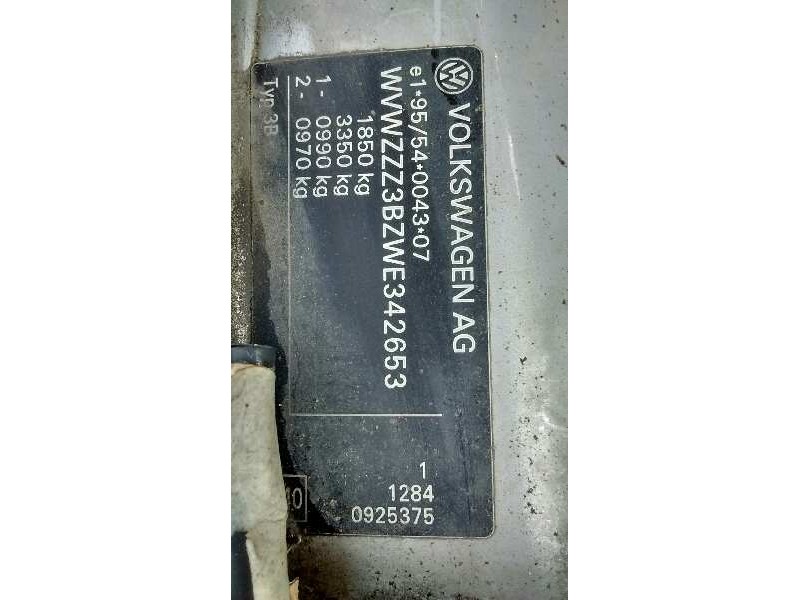 VOLKSWAGEN AG
e1*95/54*0043*07
WVWZZZ3BZWE342653
1850 kg
3350 kg
1- 0990 kg
2- 0970 kg
Typ 3B
1
1284
0925375